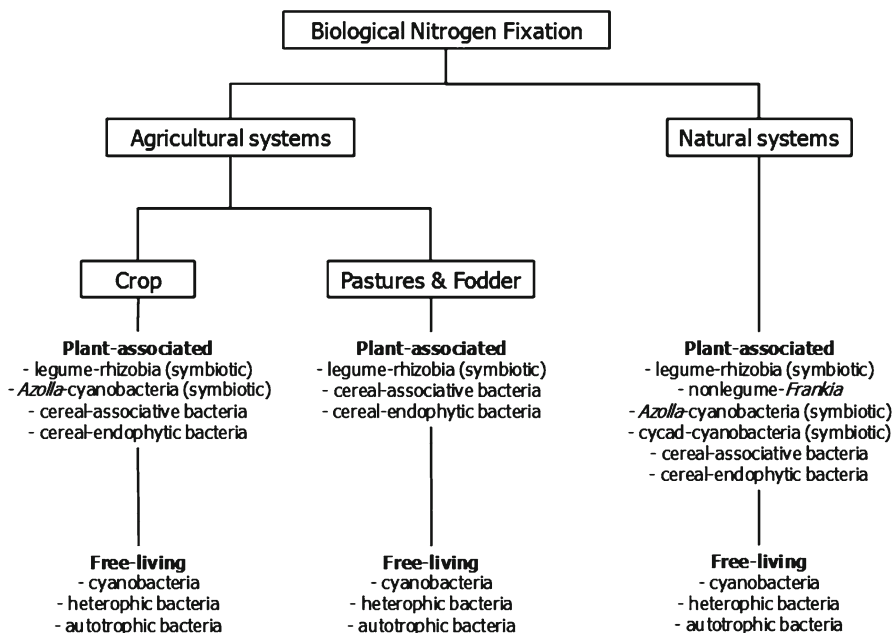 Biological Nitrogen Fixation
Agricultural systems
Natural systems
Crop
Pastures & Fodder
Plant-associated
- legume-rhizobia (symbiotic)
- Azolla-cyanobacteria (symbiotic)
- cereal-associative bacteria
- cereal-endophytic bacteria
Free-living
- cyanobacteria
- heterophic bacteria
- autotrophic bacteria
Plant-associated
- legume-rhizobia (symbiotic)
- cereal-associative bacteria
- cereal-endophytic bacteria
Free-living
- cyanobacteria
- heterophic bacteria
- autotrophic bacteria
Plant-associated
- legume-rhizobia (symbiotic)
- nonlegume-Frankia
- Azolla-cyanobacteria (symbiotic)
- cycad-cyanobacteria (symbiotic)
- cereal-associative bacteria
- cereal-endophytic bacteria
Free-living
- cyanobacteria
- heterophic bacteria
- autotrophic bacteria